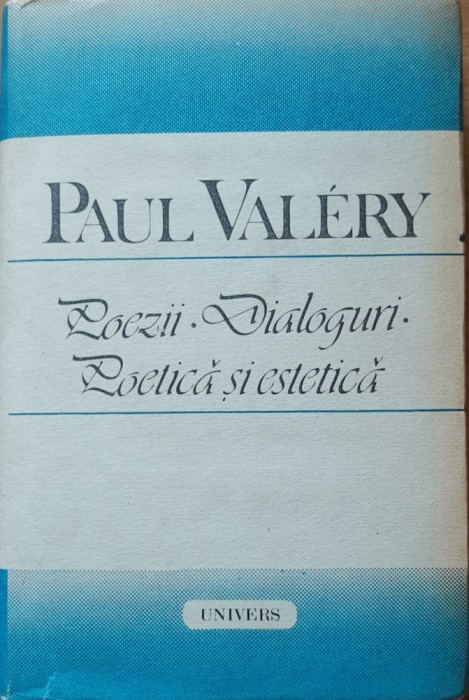 PAUL VALÉRY
Poezii · Dialoguri ·
Poetică și estetică
UNIVERS